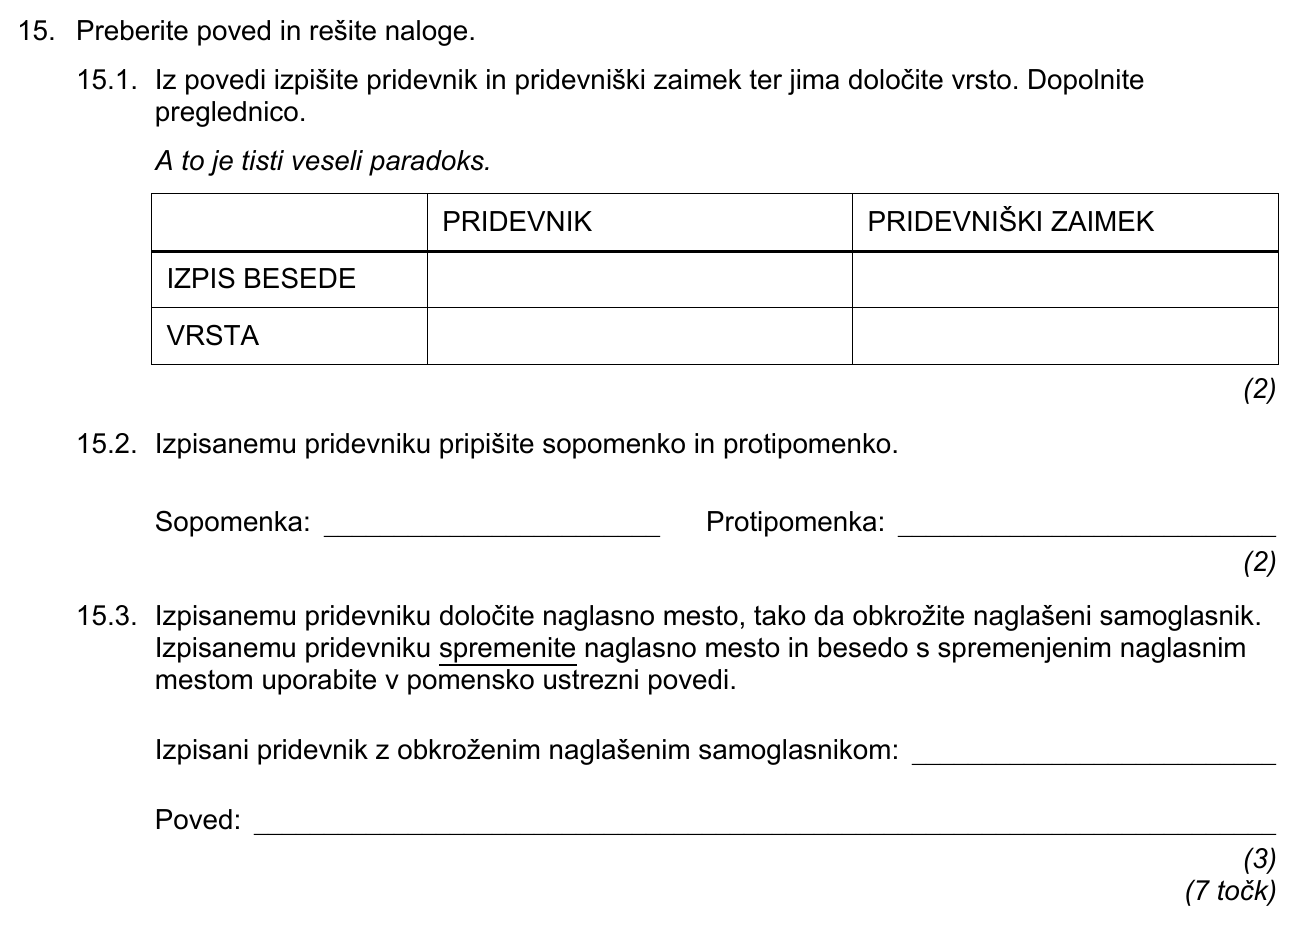 15. Preberite poved in rešite naloge.
15.1. Iz povedi izpišite pridevnik in pridevniški zaimek ter jima določite vrsto. Dopolnite
preglednico.
A to je tisti veseli paradoks.
PRIDEVNIK PRIDEVNIŠKI ZAIMEK
IZPIS BESEDE
VRSTA
(2)
15.2. Izpisanemu pridevniku pripišite sopomenko in protipomenko.
Sopomenka: Protipomenka:
(2)
15.3. Izpisanemu pridevniku določite naglasno mesto, tako da obkrožite naglašeni samoglasnik.
Izpisanemu pridevniku spremenite naglasno mesto in besedo s spremenjenim naglasnim
mestom uporabite v pomensko ustrezni povedi.
Izpisani pridevnik z obkroženim naglašenim samoglasnikom:
Poved:
(3)
(7 točk)